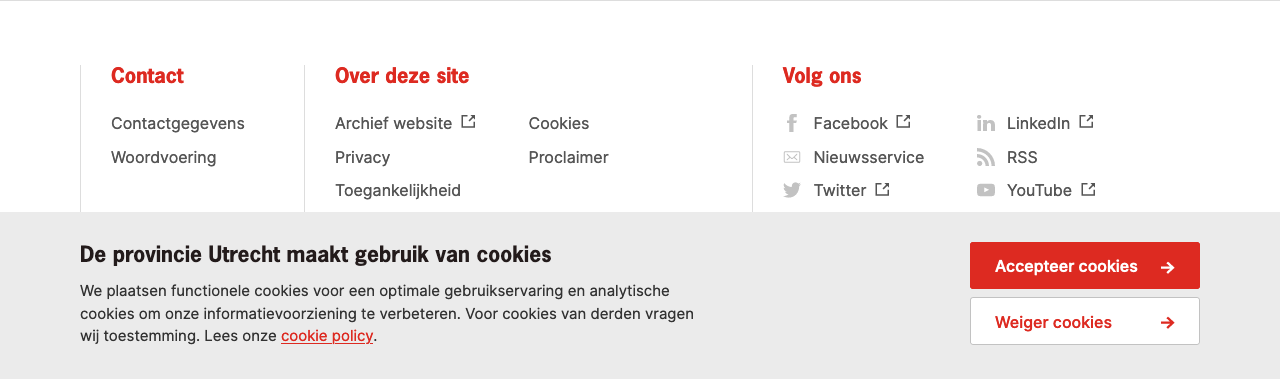 Contact
Contactgegevens
Woordvoering
Over deze site
Archief website
Cookies
Privacy
Proclaimer
Toegankelijkheid
Volg ons
Facebook
LinkedIn
Nieuwsservice
RSS
Twitter
YouTube
De provincie Utrecht maakt gebruik van cookies
We plaatsen functionele cookies voor een optimale gebruikservaring en analytische
cookies om onze informatievoorziening te verbeteren. Voor cookies van derden vragen
wij toestemming. Lees onze cookie policy.
Accepteer cookies
Weiger cookies